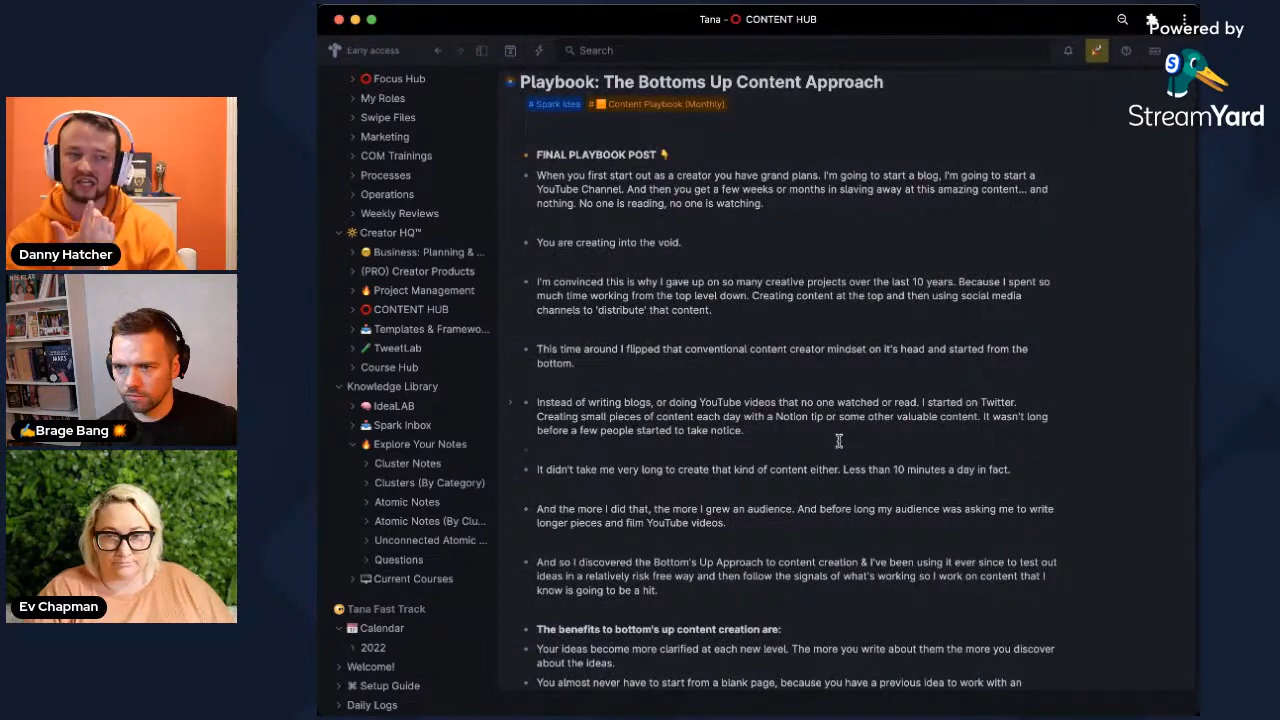 Tana - ⭕ CONTENT HUB
Powered by
StreamYard
Early access
Search
Focus Hub
My Roles
Swipe Files
Marketing
COM Trainings
Processes
Operations
Weekly Reviews
Creator HQ™
Business: Planning & ...
(PRO) Creator Products
Project Management
CONTENT HUB
Templates & Framewo...
TweetLab
Course Hub
Knowledge Library
IdeaLAB
Spark Inbox
Explore Your Notes
Cluster Notes
Clusters (By Category)
Atomic Notes
Atomic Notes (By Clu...
Unconnected Atomic ...
Questions
Current Courses
Tana Fast Track
Calendar
2022
Welcome!
⌘ Setup Guide
Daily Logs
Playbook: The Bottoms Up Content Approach
# Spark Idea # Content Playbook (Monthly)
FINAL PLAYBOOK POST 👇
When you first start out as a creator you have grand plans. I'm going to start a blog, I'm going to start a
YouTube Channel. And then you get a few weeks or months in slaving away at this amazing content... and
nothing. No one is reading, no one is watching.
You are creating into the void.
I'm convinced this is why I gave up on so many creative projects over the last 10 years. Because I spent so
much time working from the top level down. Creating content at the top and then using social media
channels to 'distribute' that content.
This time around I flipped that conventional content creator mindset on it's head and started from the
bottom.
Instead of writing blogs, or doing YouTube videos that no one watched or read. I started on Twitter.
Creating small pieces of content each day with a Notion tip or some other valuable content. It wasn't long
before a few people started to take notice.
It didn't take me very long to create that kind of content either. Less than 10 minutes a day in fact.
And the more I did that, the more I grew an audience. And before long my audience was asking me to write
longer pieces and film YouTube videos.
And so I discovered the Bottom's Up Approach to content creation & I've been using it ever since to test out
ideas in a relatively risk free way and then follow the signals of what's working so I work on content that I
know is going to be a hit.
The benefits to bottom's up content creation are:
Your ideas become more clarified at each new level. The more you write about them the more you discover
about the ideas.
You almost never have to start from a blank page, because you have a previous idea to work with an
Danny Hatcher
✍Brage Bang 💥
Ev Chapman